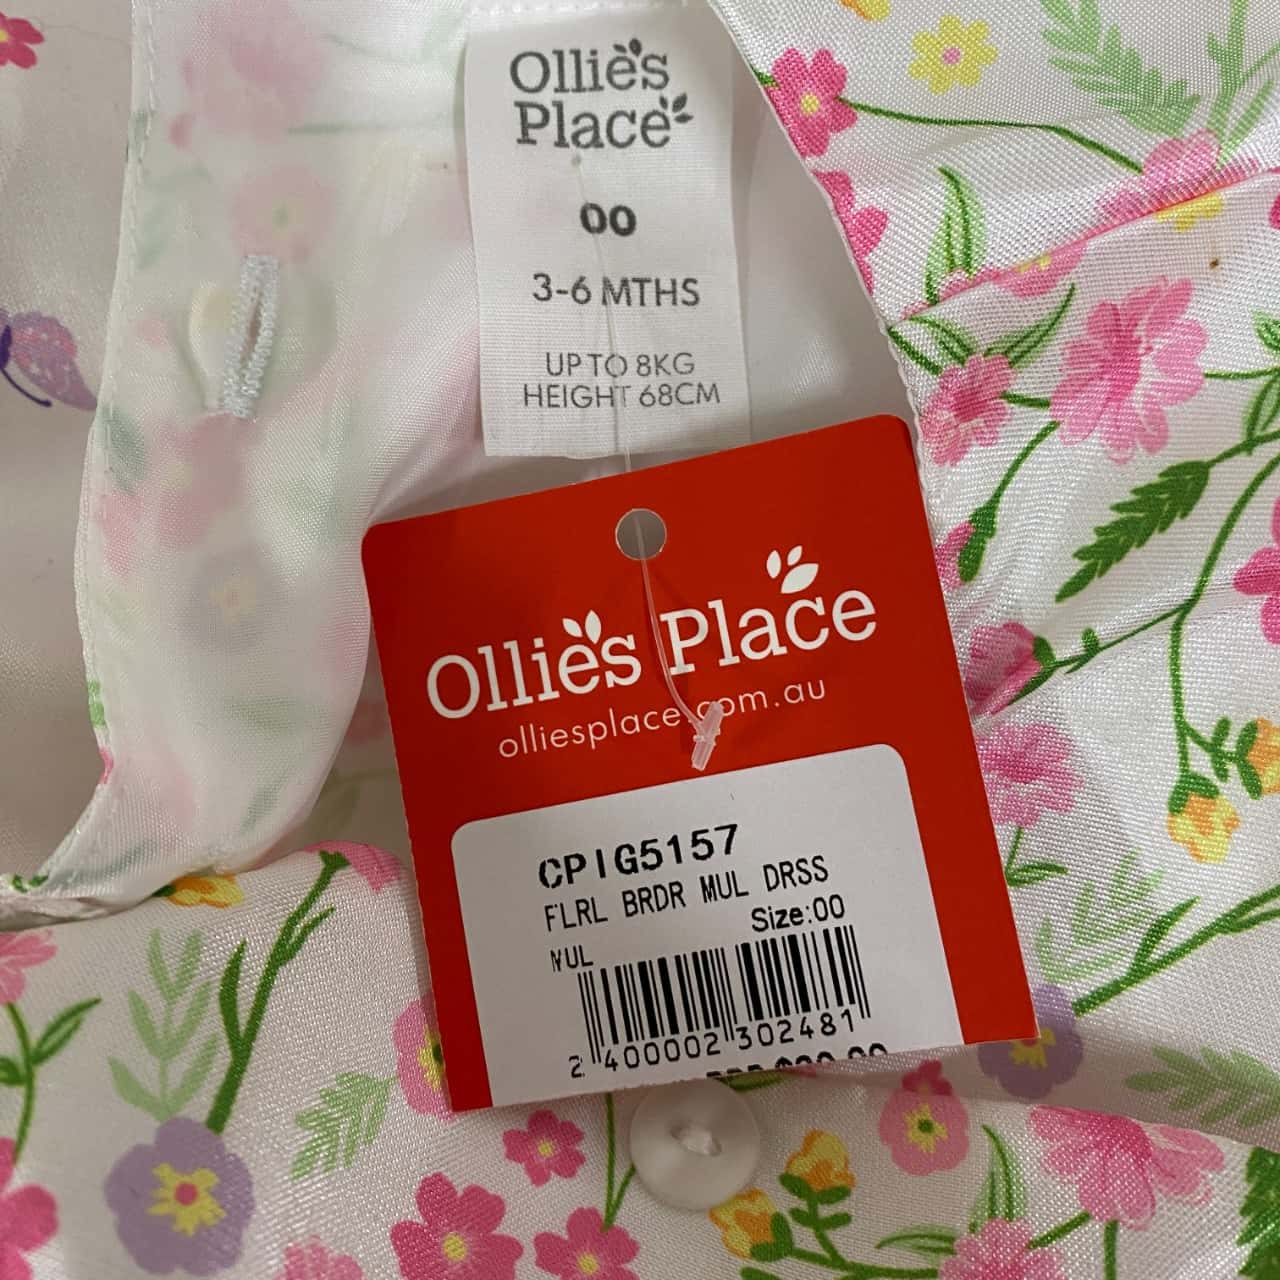 Ollie's
Place
00
3-6 MTHS
UP TO 8KG
HEIGHT 68CM
Ollie's Place
olliesplace.com.au
CPIG5157
FLRL BRDR MUL DRSS
Size:00
MUL
2 400002 302481